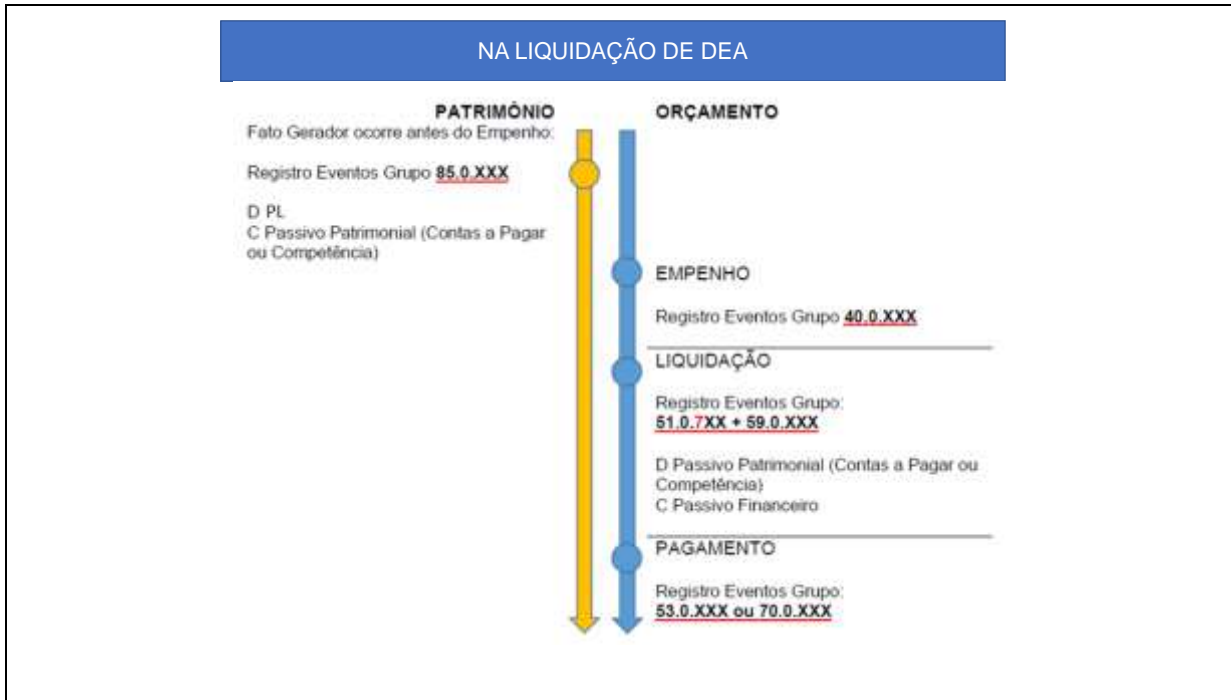 NA LIQUIDAÇÃO DE DEA
PATRIMÔNIO
Fato Gerador ocorre antes do Empenho:
Registro Eventos Grupo 85.0.XXX
D PL
C Passivo Patrimonial (Contas a Pagar
ou Competência)
ORÇAMENTO
EMPENHO
Registro Eventos Grupo 40.0.XXX
LIQUIDAÇÃO
Registro Eventos Grupo:
51.0.7XX + 59.0.XXX
D Passivo Patrimonial (Contas a Pagar ou
Competência)
C Passivo Financeiro
PAGAMENTO
Registro Eventos Grupo:
53.0.XXX ou 70.0.XXX